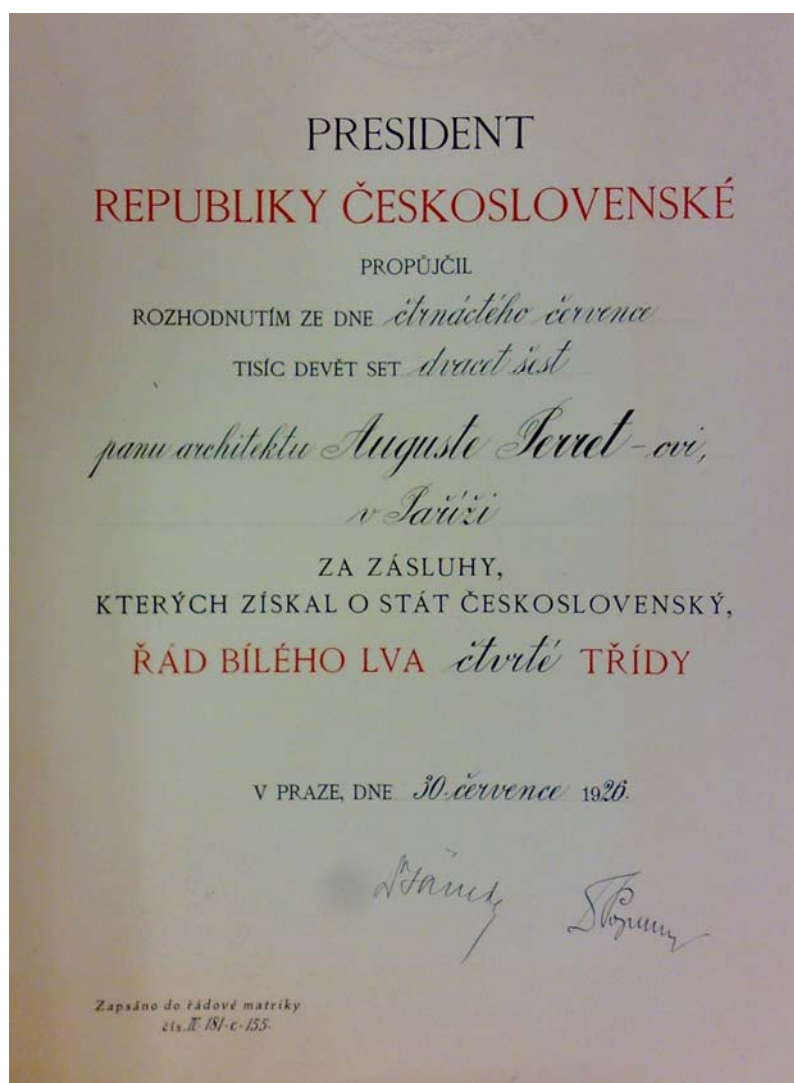 PRESIDENT
REPUBLIKY ČESKOSLOVENSKÉ
PROPŮJČIL
ROZHODNUTÍM ZE DNE čtrnáctého července
TISÍC DEVĚT SET dvacet šest
panu architektu Auguste Perret-ovi,
v Paříži
ZA ZÁSLUHY,
KTERÝCH ZÍSKAL O STÁT ČESKOSLOVENSKÝ,
ŘÁD BÍLÉHO LVA čtvrté TŘÍDY
V PRAZE, DNE 30. července 1926.
Zapsáno do řádové matriky
čís. II-181-c-155-